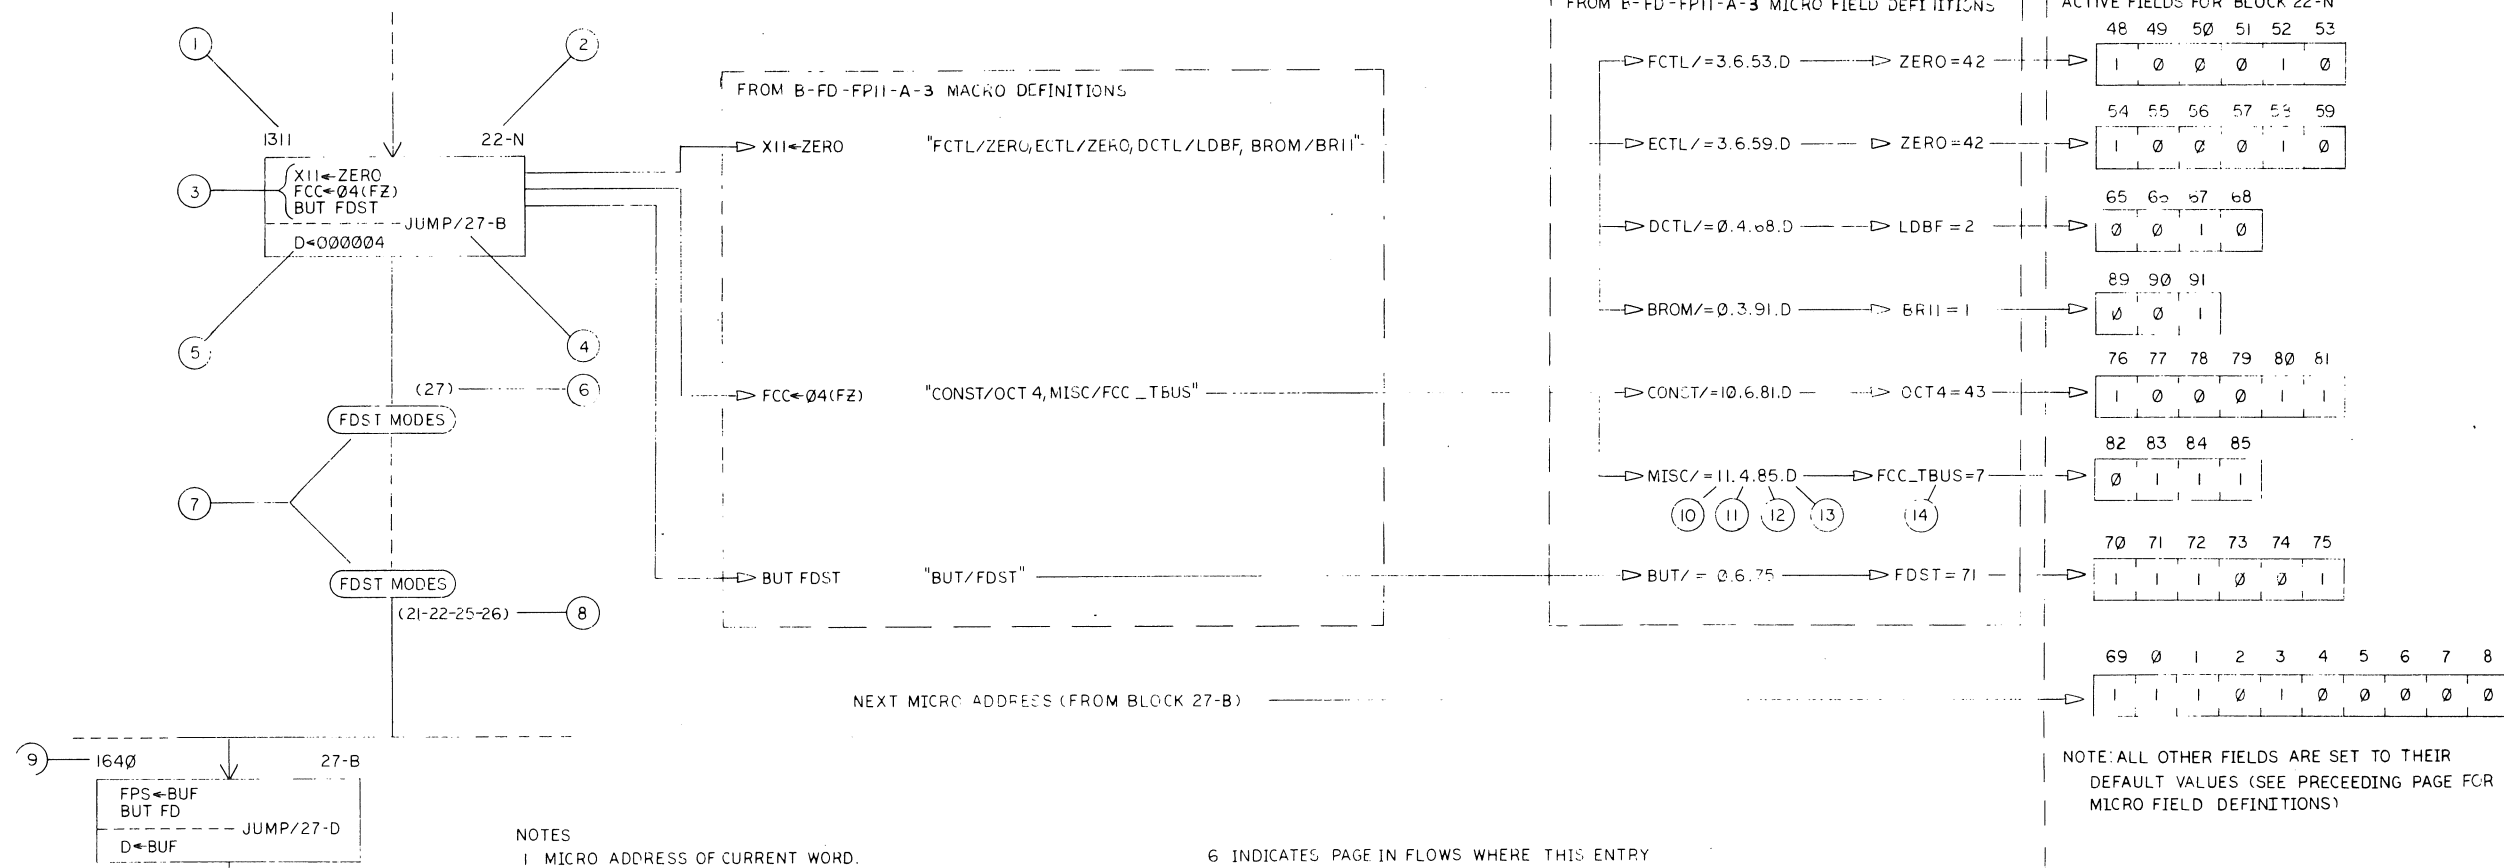 1
2
1311
22-N
3
X11←ZERO
FCC←Ø4(FZ)
BUT FDST
JUMP/27-B
D←000004
5
4
(27)
6
FDST MODES
7
FDST MODES
(21-22-25-26)
8
9
164Ø
27-B
FPS←BUF
BUT FD
JUMP/27-D
D←BUF
FROM B-FD-FP11-A-3 MACRO DEFINITIONS
X11←ZERO "FCTL/ZERO,ECTL/ZERO,DCTL/LDBF, BROM/BR11"
FCC←Ø4(FZ) "CONST/OCT 4,MISC/FCC_TBUS"
BUT FDST "BUT/FDST"
NEXT MICRO ADDRESS (FROM BLOCK 27-B)
FROM B-FD-FP11-A-3 MICRO FIELD DEFINITIONS
FCTL/=3.6.53.D ZERO=42
ECTL/=3.6.59.D ZERO=42
DCTL/=Ø.4.68.D LDBF=2
BROM/=Ø.3.91.D BR11=1
CONST/=10.6.81.D OCT4=43
MISC/=11.4.85.D FCC_TBUS=7
10 11 12 13 14
BUT/= Ø.6.75 FDST=71
ACTIVE FIELDS FOR BLOCK 22-N
48 49 5Ø 51 52 53
1 Ø Ø Ø 1 Ø
54 55 56 57 58 59
1 Ø Ø Ø 1 Ø
65 66 67 68
Ø Ø 1 Ø
89 9Ø 91
Ø Ø 1
76 77 78 79 8Ø 81
1 Ø Ø Ø 1 1
82 83 84 85
Ø 1 1 1
7Ø 71 72 73 74 75
1 1 1 Ø Ø 1
69 Ø 1 2 3 4 5 6 7 8
1 1 1 Ø 1 Ø Ø Ø Ø Ø
NOTE: ALL OTHER FIELDS ARE SET TO THEIR
DEFAULT VALUES (SEE PRECEEDING PAGE FOR
MICRO FIELD DEFINITIONS)
NOTES
1 MICRO ADDRESS OF CURRENT WORD.
6 INDICATES PAGE IN FLOWS WHERE THIS ENTRY